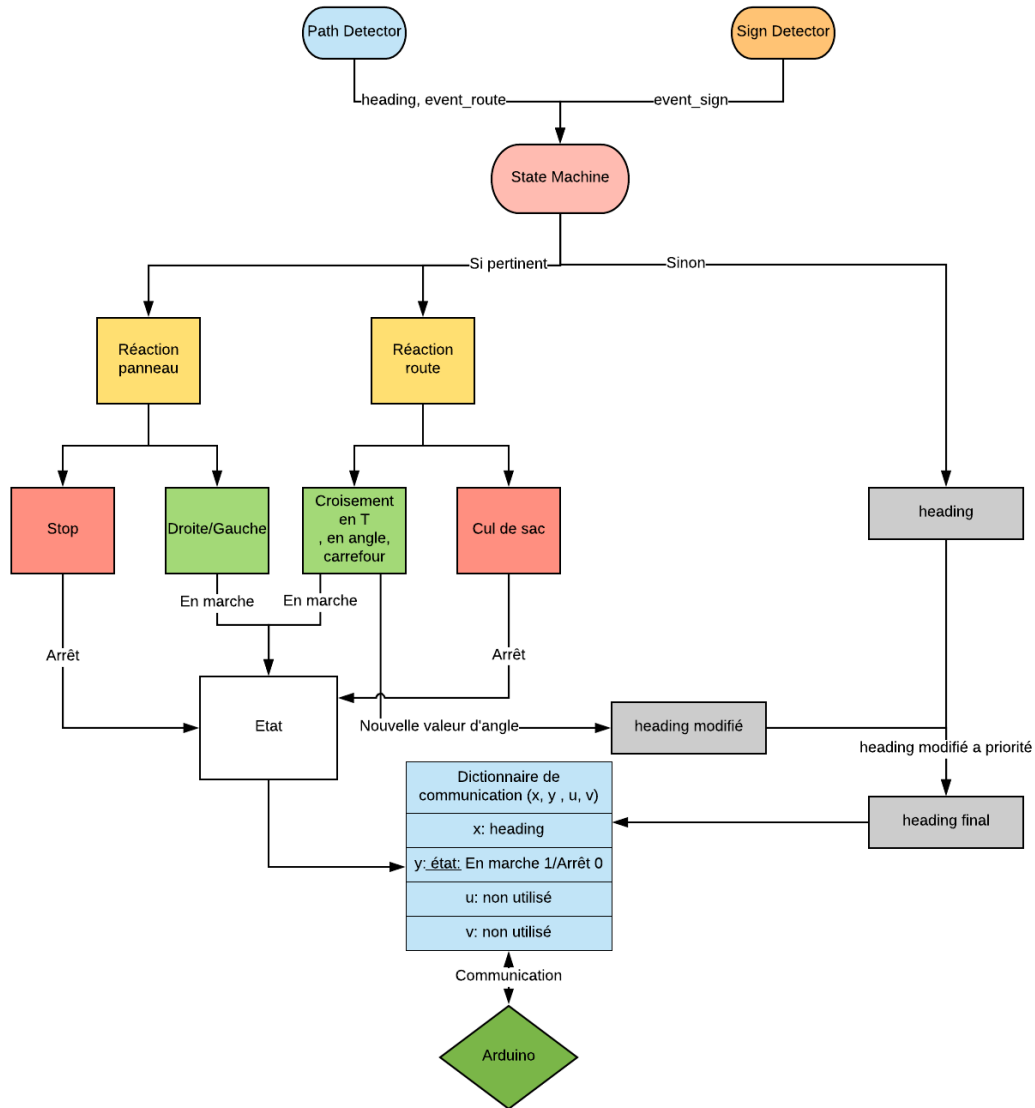 Path Detector
Sign Detector
heading, event_route
event_sign
State Machine
Si pertinent
Sinon
Réaction
panneau
Réaction
route
Stop
Droite/Gauche
Croisement
en T
, en angle,
carrefour
Cul de sac
heading
En marche
En marche
Arrêt
Arrêt
Etat
Nouvelle valeur d'angle
heading modifié
heading modifié a priorité
Dictionnaire de
communication (x, y , u, v)
x: heading
heading final
y: état: En marche 1/Arrêt 0
u: non utilisé
v: non utilisé
Communication
Arduino